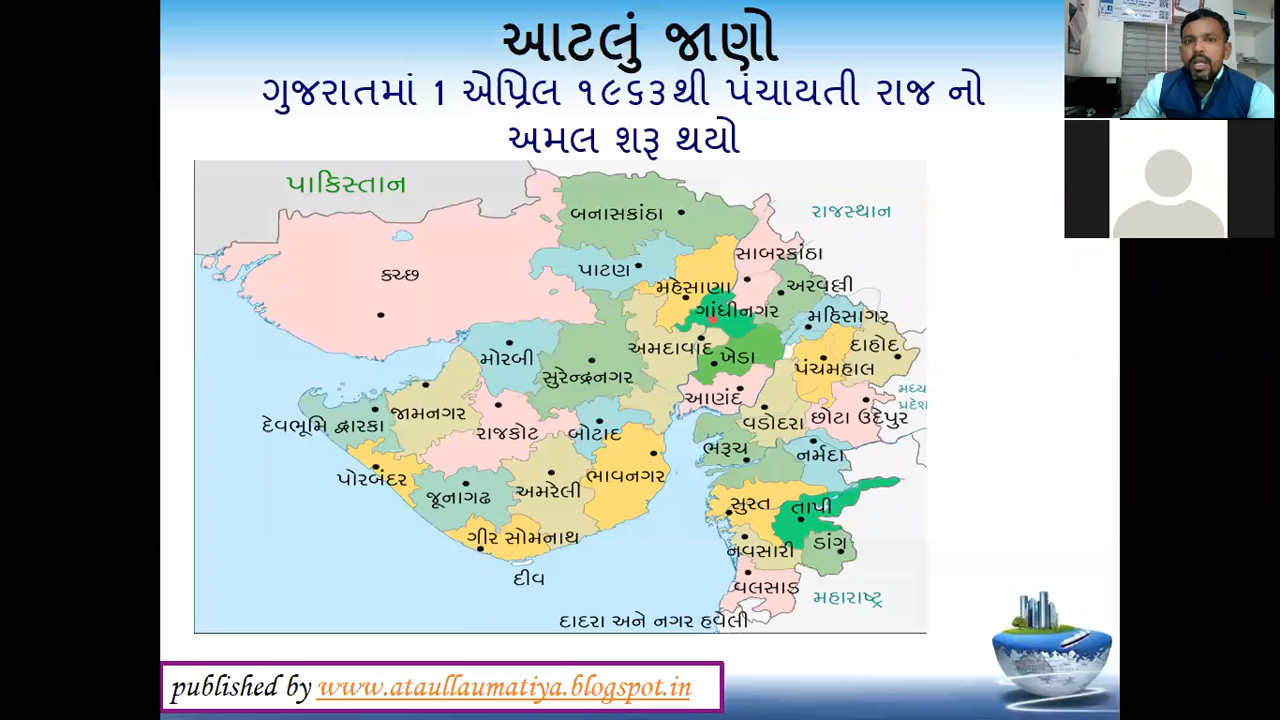 આટલું જાણો
ગુજરાતમાં 1 એપ્રિલ ૧૯૬૩થી પંચાયતી રાજ નો
અમલ શરૂ થયો
પાકિસ્તાન
બનાસકાંઠા
રાજસ્થાન
સાબરકાંઠા
પાટણ
કચ્છ
મહેસાણા
અરવલ્લી
ગાંધીનગર
મહિસાગર
અમદાવાદ
દાહોદ
મોરબી
ખેડા
સુરેન્દ્રનગર
પંચમહાલ
આણંદ
મધ્ય
પ્રદેશ
જામનગર
છોટા ઉદેપુર
દેવભૂમિ દ્વારકા
રાજકોટ
બોટાદ
વડોદરા
ભરૂચ
નર્મદા
પોરબંદર
ભાવનગર
જૂનાગઢ
અમરેલી
સુરત
તાપી
ગીર સોમનાથ
નવસારી
ડાંગ
દીવ
વલસાડ
મહારાષ્ટ્ર
દાદરા અને નગર હવેલી
published by www.ataullaumatiya.blogspot.in